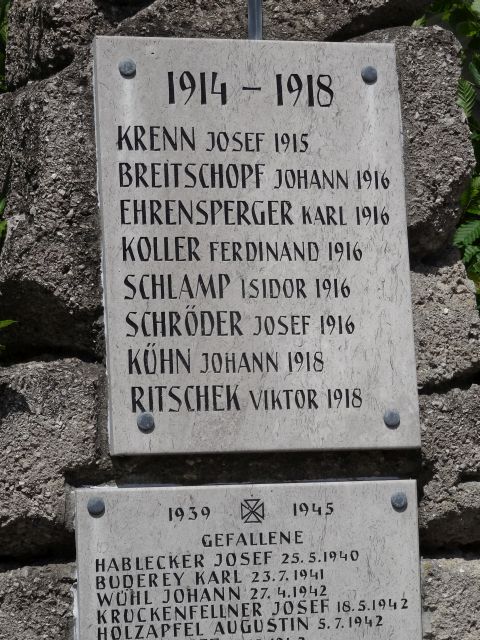 1914 – 1918
KRENN JOSEF 1915
BREITSCHOPF JOHANN 1916
EHRENSPERGER KARL 1916
KOLLER FERDINAND 1916
SCHLAMP ISIDOR 1916
SCHRÖDER JOSEF 1916
KÜHN JOHANN 1918
RITSCHEK VIKTOR 1918
1939 1945
GEFALLENE
HABLECKER JOSEF 25.5.1940
BUDEREY KARL 23.7.1941
WÜHL JOHANN 27.4.1942
KRUCKENFELLNER JOSEF 18.5.1942
HOLZAPFEL AUGUSTIN 5.7.1942